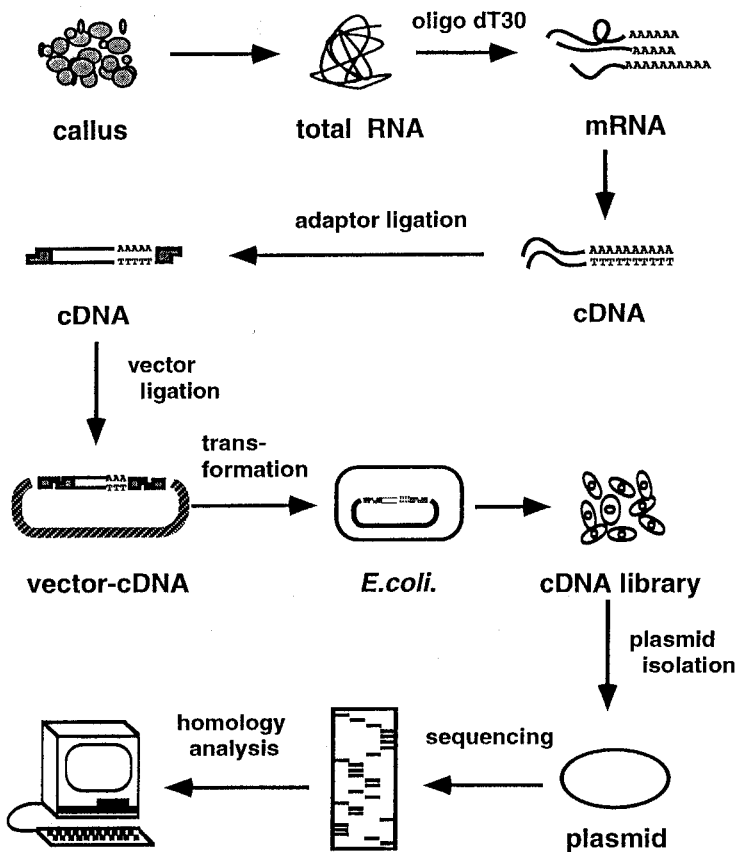 oligo dT30
AAAAAA
AAAAA
AAAAAAAAAA
callus
total RNA
mRNA
adaptor ligation
AAAAA
TTTTT
AAAAAAAAAA
TTTTTTTTTT
cDNA
cDNA
vector
ligation
trans-
formation
AAA
TTT
vector-cDNA
E.coli.
cDNA library
plasmid
isolation
homology
analysis
sequencing
plasmid